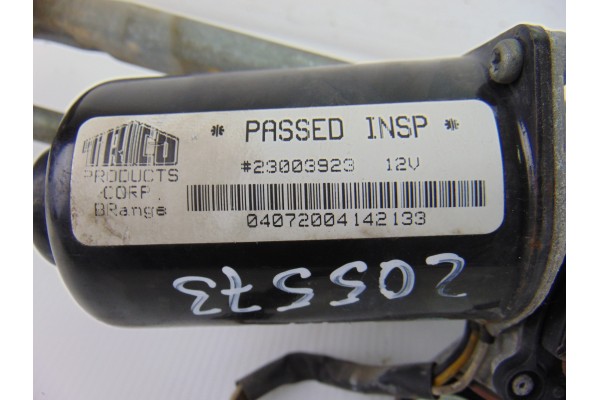 TRICO
PRODUCTS
CORP.
BRange
* PASSED INSP *
#23003923 12V
04072004142133
205573